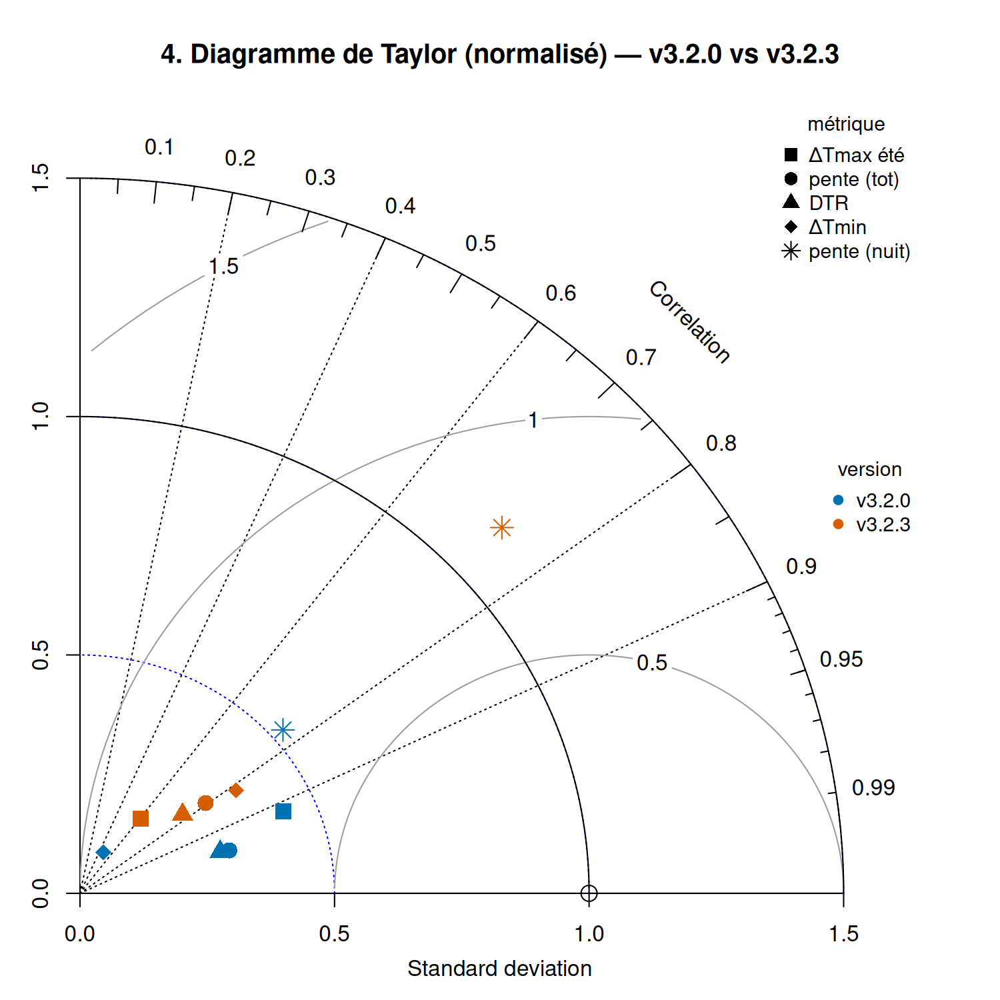 4. Diagramme de Taylor (normalisé) — v3.2.0 vs v3.2.3
métrique
ΔTmax été
pente (tot)
DTR
ΔTmin
pente (nuit)
0.1
0.2
0.3
0.4
0.5
0.6
0.7
0.8
0.9
0.95
0.99
Correlation
version
v3.2.0
v3.2.3
1.5
1
0.5
1.5
1.0
0.5
0.0
0.0
0.5
1.0
1.5
Standard deviation